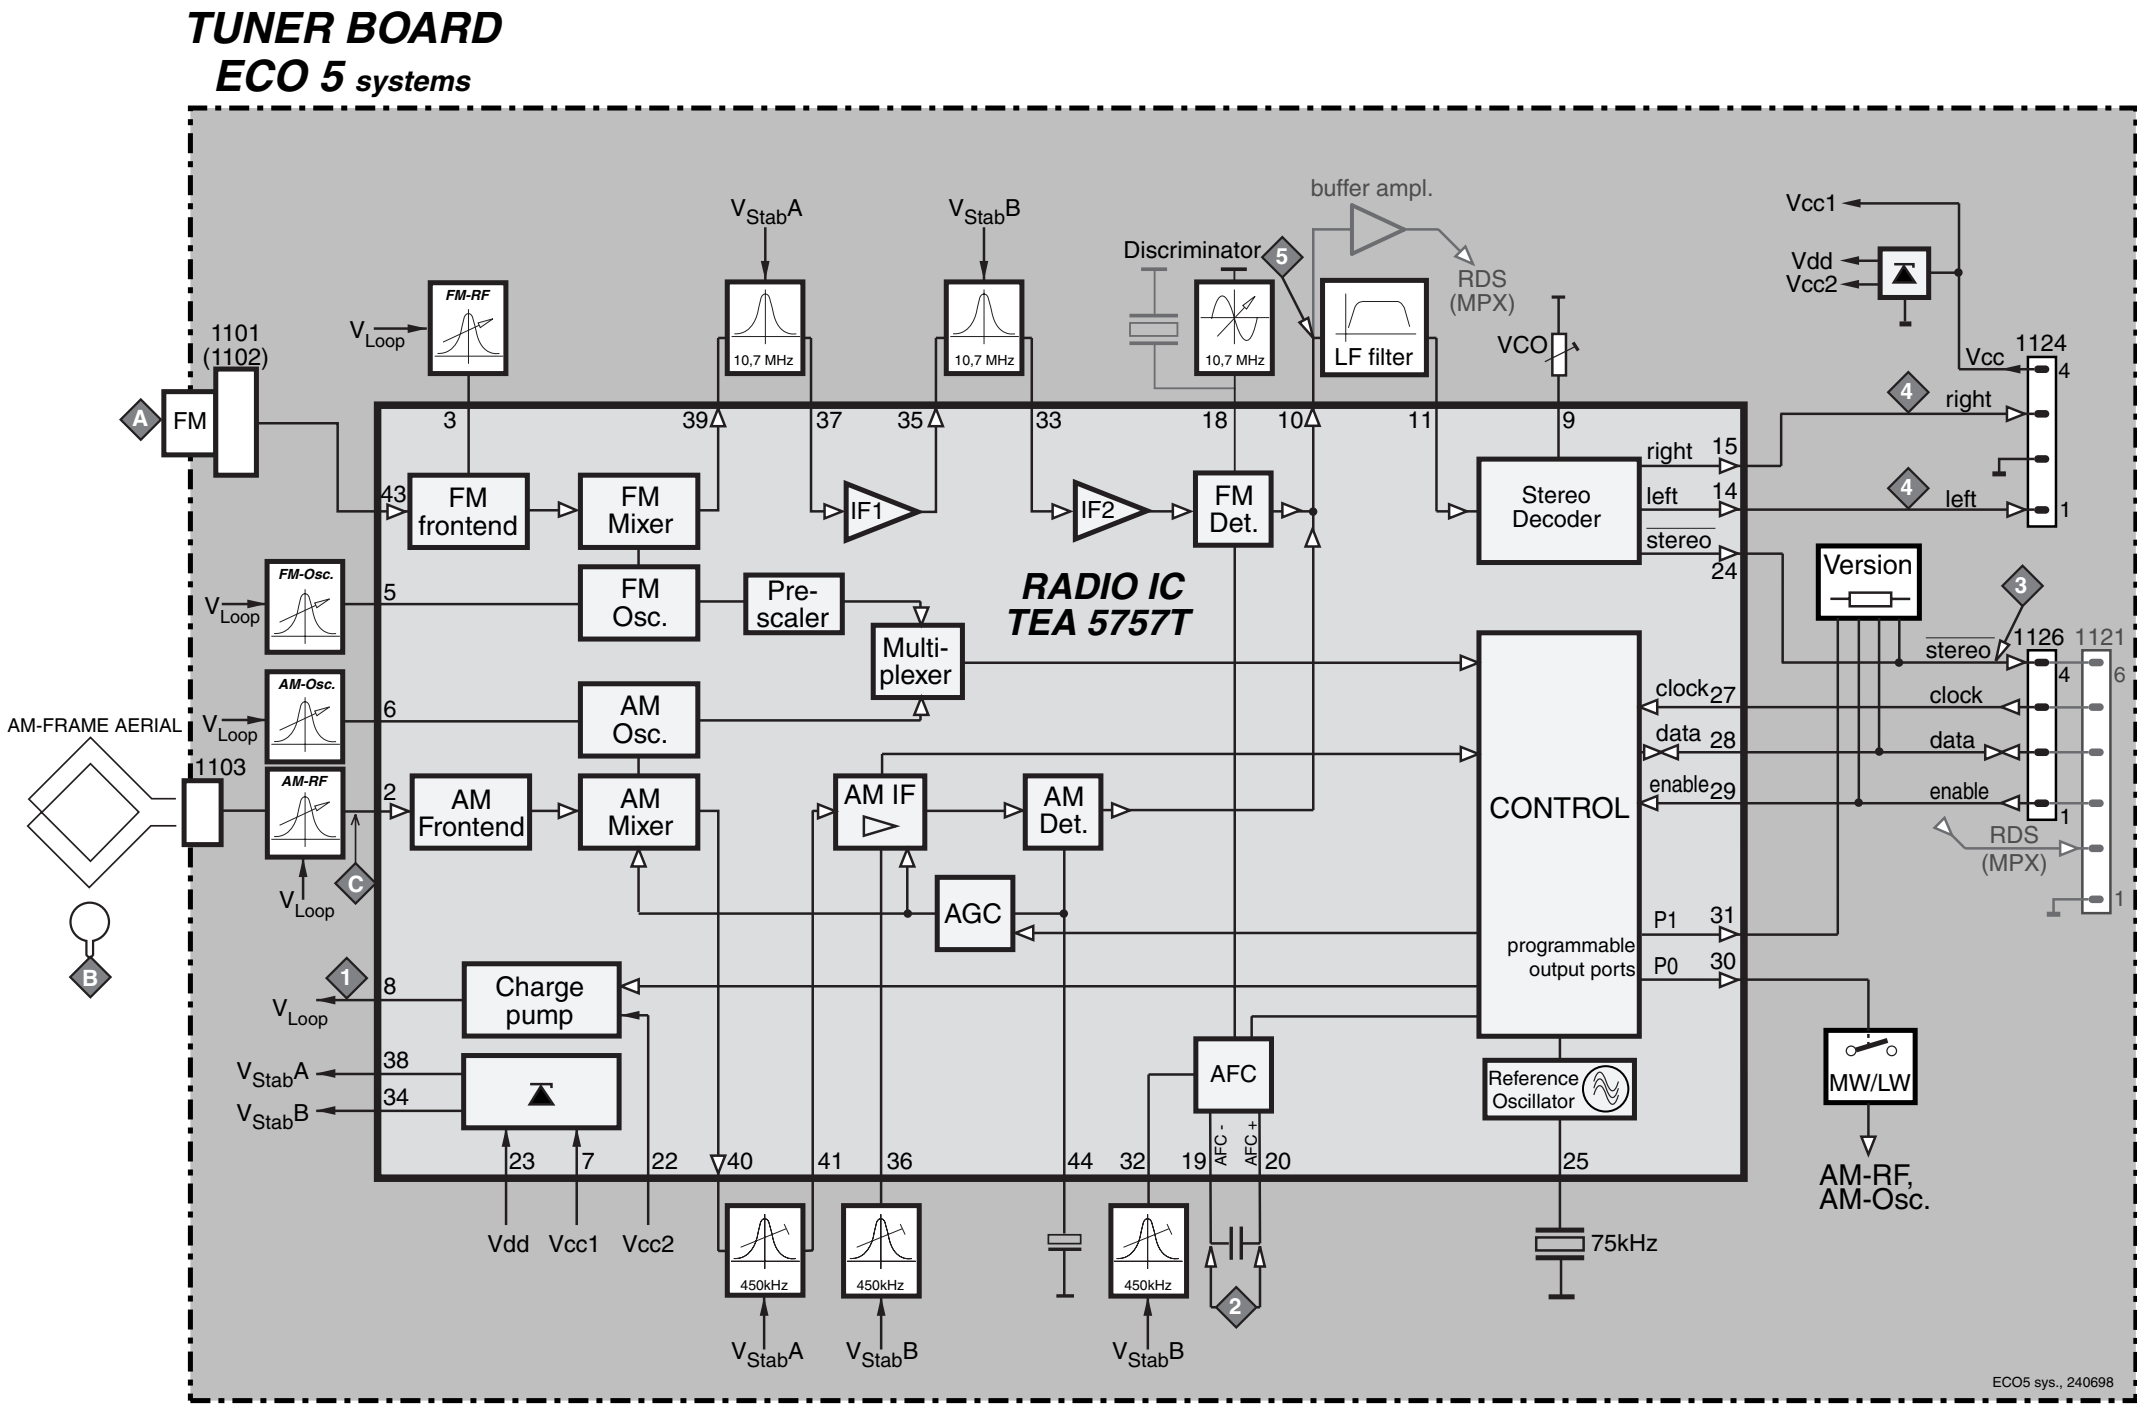 TUNER BOARD
ECO 5 systems
buffer ampl.
RDS
(MPX)
VStabA
VStabB
Discriminator
5
Vcc1
Vdd
Vcc2
FM-RF
VLoop
10,7 MHz
10,7 MHz
10,7 MHz
LF filter
VCO
1124
Vcc
4
4
right
4
left
1
1101
(1102)
A
FM
3
39
37
35
33
18
10
11
9
43
FM
frontend
FM
Mixer
IF1
IF2
FM
Det.
Stereo
Decoder
right
15
left
14
stereo
24
FM-Osc.
VLoop
5
FM
Osc.
Pre-
scaler
RADIO IC
TEA 5757T
Version
3
Multi-
plexer
stereo
1126
1121
4
6
AM-Osc.
VLoop
6
AM
Osc.
clock
27
clock
data
28
data
enable
29
enable
1
AM-FRAME AERIAL
1103
AM-RF
2
AM
Frontend
AM
Mixer
AM IF
AM
Det.
CONTROL
RDS
(MPX)
1
C
VLoop
B
AGC
P1
31
programmable
output ports
P0
30
1
8
VLoop
Charge
pump
38
VStabA
34
VStabB
AFC
Reference
Oscillator
MW/LW
AM-RF,
AM-Osc.
AFC -
AFC +
23
7
22
40
41
36
44
32
19
20
25
Vdd
Vcc1
Vcc2
450kHz
450kHz
450kHz
2
75kHz
VStabA
VStabB
VStabB
ECO5 sys., 240698